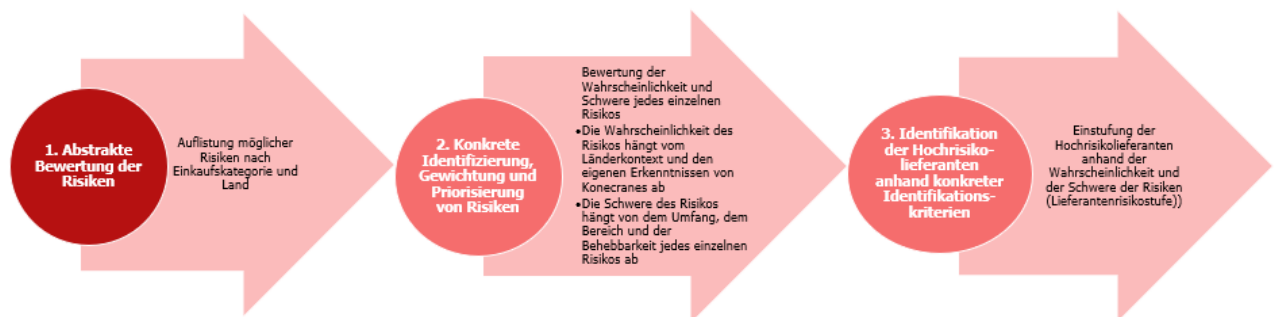 1. Abstrakte
Bewertung der
Risiken
Auflistung möglicher
Risiken nach
Einkaufskategorie und
Land
2. Konkrete
Identifizierung,
Gewichtung und
Priorisierung
von Risiken
Bewertung der
Wahrscheinlichkeit und
Schwere jedes einzelnen
Risikos
•Die Wahrscheinlichkeit des
Risikos hängt vom
Länderkontext und den
eigenen Erkenntnissen von
Konecranes ab
•Die Schwere des Risikos
hängt von dem Umfang, dem
Bereich und der
Behebbarkeit jedes einzelnen
Risikos ab
3. Identifikation
der Hochrisiko-
lieferanten
anhand konkreter
Identifikations-
kriterien
Einstufung der
Hochrisikolieferanten
anhand der
Wahrscheinlichkeit und
der Schwere der Risiken
(Lieferantenrisikostufe))